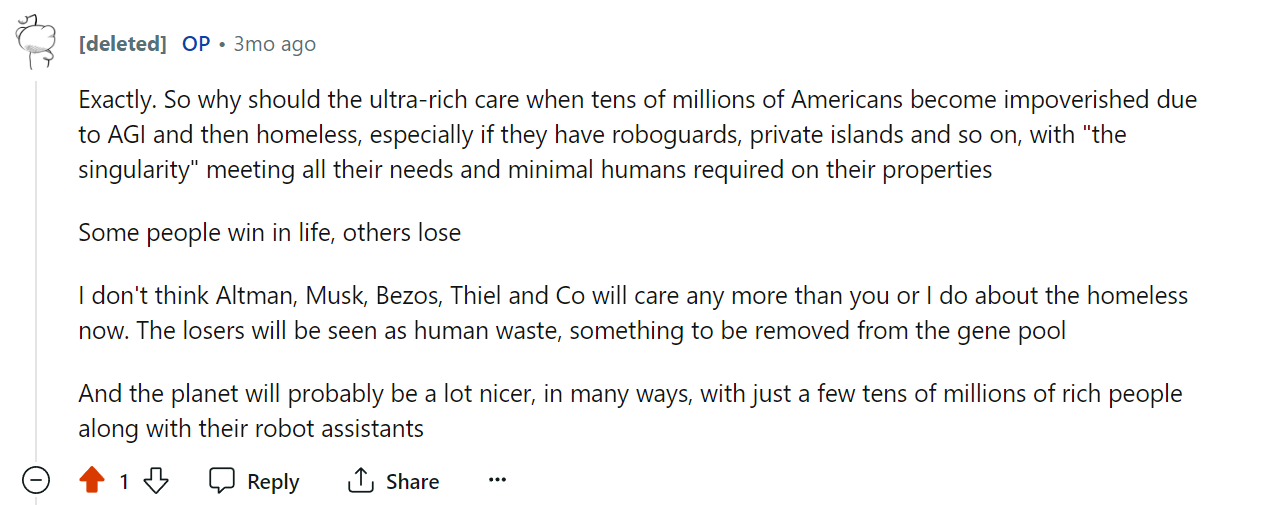 [deleted] OP • 3mo ago
Exactly. So why should the ultra-rich care when tens of millions of Americans become impoverished due
to AGI and then homeless, especially if they have roboguards, private islands and so on, with "the
singularity" meeting all their needs and minimal humans required on their properties
Some people win in life, others lose
I don't think Altman, Musk, Bezos, Thiel and Co will care any more than you or I do about the homeless
now. The losers will be seen as human waste, something to be removed from the gene pool
And the planet will probably be a lot nicer, in many ways, with just a few tens of millions of rich people
along with their robot assistants
1 Reply Share ...